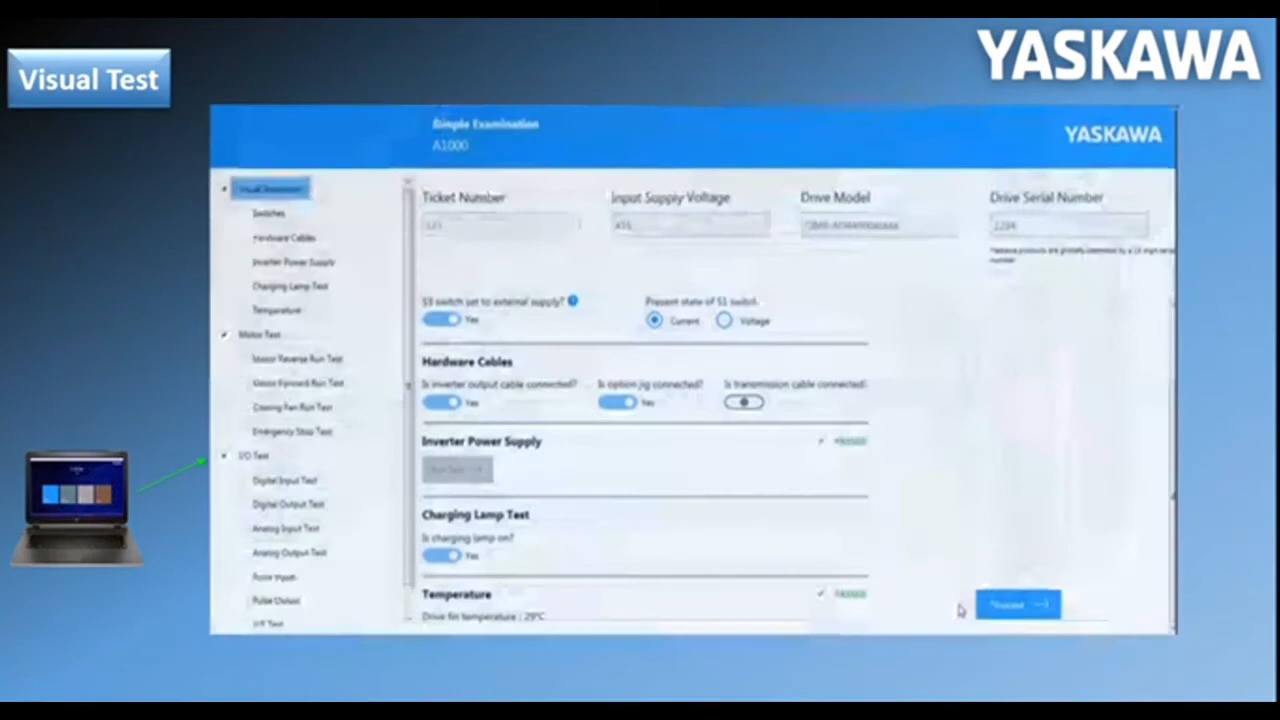 YASKAWA
Visual Test
Simple Examination
A1000
YASKAWA
Ticket Number
Input Supply Voltage
Drive Model
Drive Serial Number
Switches
Hardware Cables
Inverter Power Supply
Charging Lamp Test
Temperature
Motor Test
Motor Reverse Run Test
Motor Forward Run Test
Cooling Fan Run Test
Emergency Stop Test
I/O Test
Digital Input Test
Digital Output Test
Analog Input Test
Analog Output Test
Pulse Input
Pulse Output
S3 switch set to external supply?
Yes
Present state of S1 switch.
Current
Voltage
Hardware Cables
Is inverter output cable connected?
Yes
Is option jig connected?
Yes
Is transmission cable connected?
Inverter Power Supply
PASSED
Charging Lamp Test
Is charging lamp on?
Yes
Temperature
PASSED
Drive fin temperature : 29°C
Proceed